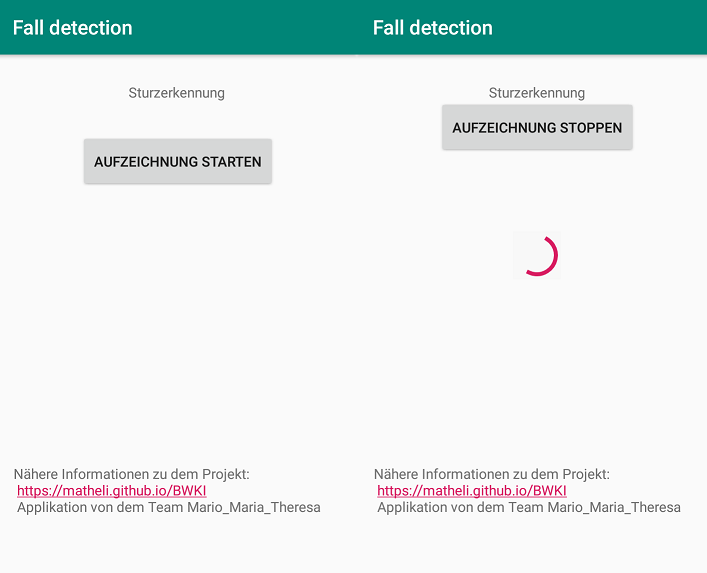 Fall detection
Sturzerkennung
AUFZEICHNUNG STARTEN
Nähere Informationen zu dem Projekt:
https://matheli.github.io/BWKI
Applikation von dem Team Mario_Maria_Theresa
Fall detection
Sturzerkennung
AUFZEICHNUNG STOPPEN
Nähere Informationen zu dem Projekt:
https://matheli.github.io/BWKI
Applikation von dem Team Mario_Maria_Theresa